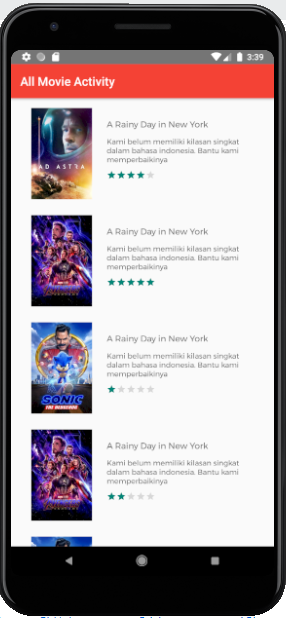 3:39
All Movie Activity
A Rainy Day in New York
Kami belum memiliki kilasan singkat
dalam bahasa indonesia. Bantu kami
memperbaikinya
AD ASTRA
A Rainy Day in New York
Kami belum memiliki kilasan singkat
dalam bahasa indonesia. Bantu kami
memperbaikinya
A Rainy Day in New York
Kami belum memiliki kilasan singkat
dalam bahasa indonesia. Bantu kami
memperbaikinya
SONIC
THE HEDGEHOG
A Rainy Day in New York
Kami belum memiliki kilasan singkat
dalam bahasa indonesia. Bantu kami
memperbaikinya